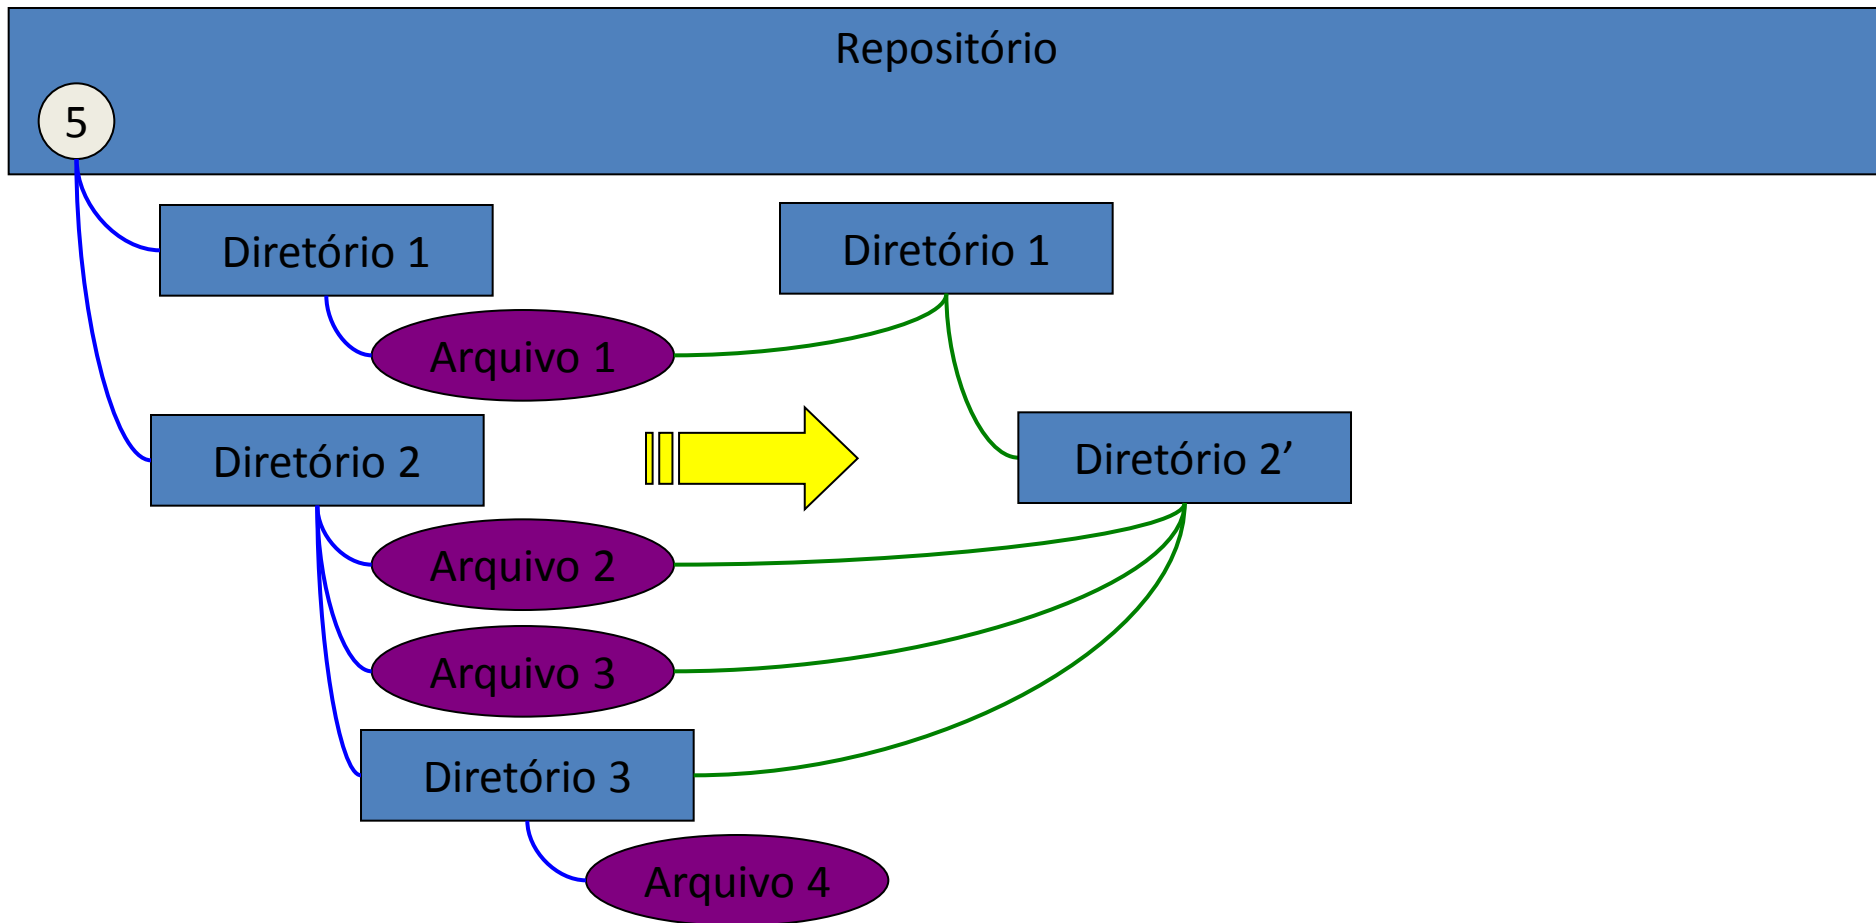 Repositório
5
Diretório 1
Diretório 1
Arquivo 1
Diretório 2
Diretório 2’
Arquivo 2
Arquivo 3
Diretório 3
Arquivo 4